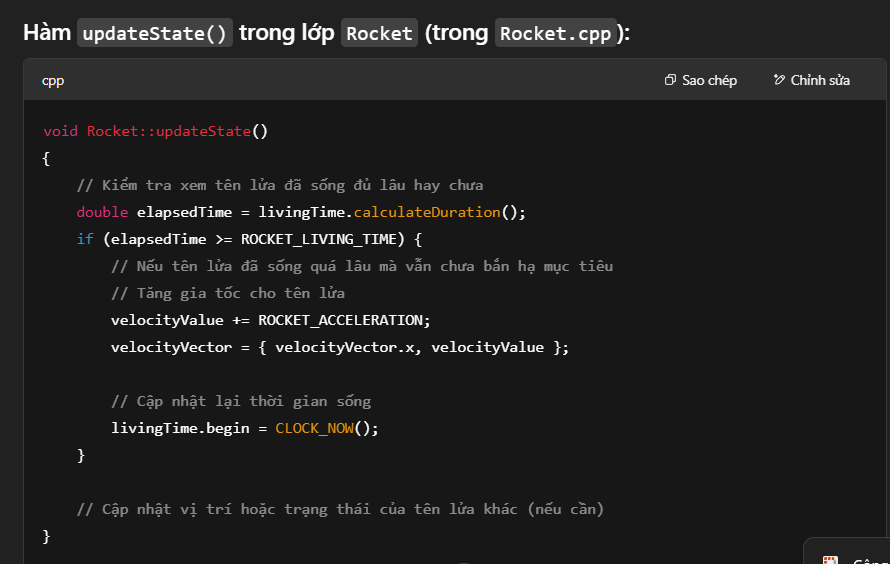 Hàm updateState() trong lớp Rocket (trong Rocket.cpp):
cpp Sao chép Chỉnh sửa
void Rocket::updateState()
{
    // Kiểm tra xem tên lửa đã sống đủ lâu hay chưa
    double elapsedTime = livingTime.calculateDuration();
    if (elapsedTime >= ROCKET_LIVING_TIME) {
        // Nếu tên lửa đã sống quá lâu mà vẫn chưa bắn hạ mục tiêu
        // Tăng gia tốc cho tên lửa
        velocityValue += ROCKET_ACCELERATION;
        velocityVector = { velocityVector.x, velocityValue };
        // Cập nhật lại thời gian sống
        livingTime.begin = CLOCK_NOW();
    }
    // Cập nhật vị trí hoặc trạng thái của tên lửa khác (nếu cần)
}